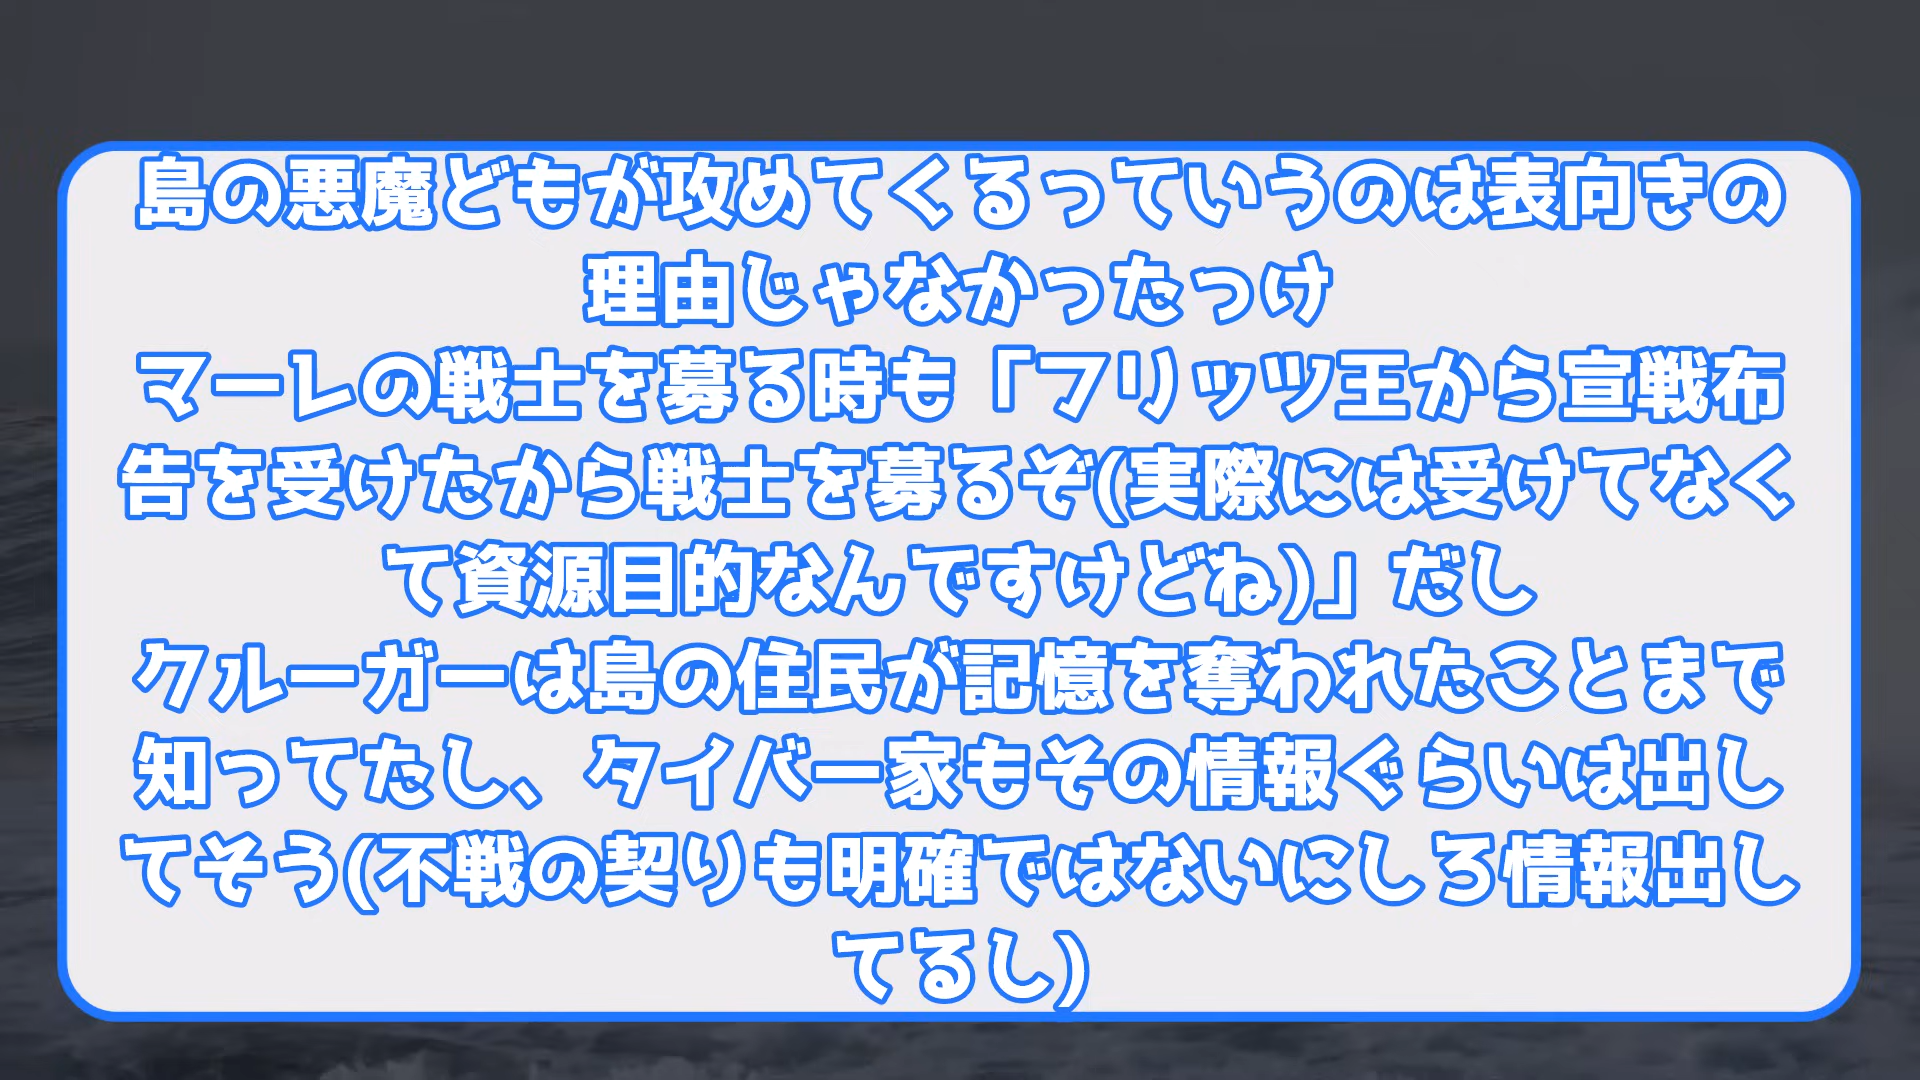 島の悪魔どもが攻めてくるっていうのは表向きの
理由じゃなかったっけ
マーレの戦士を募る時も「フリッツ王から宣戦布
告を受けたから戦士を募るぞ(実際には受けてなく
て資源目的なんですけどね)」だし
クルーガーは島の住民が記憶を奪われたことまで
知ってたし、タイバー家もその情報ぐらいは出し
てそう(不戦の契りも明確ではないにしろ情報出し
てるし)